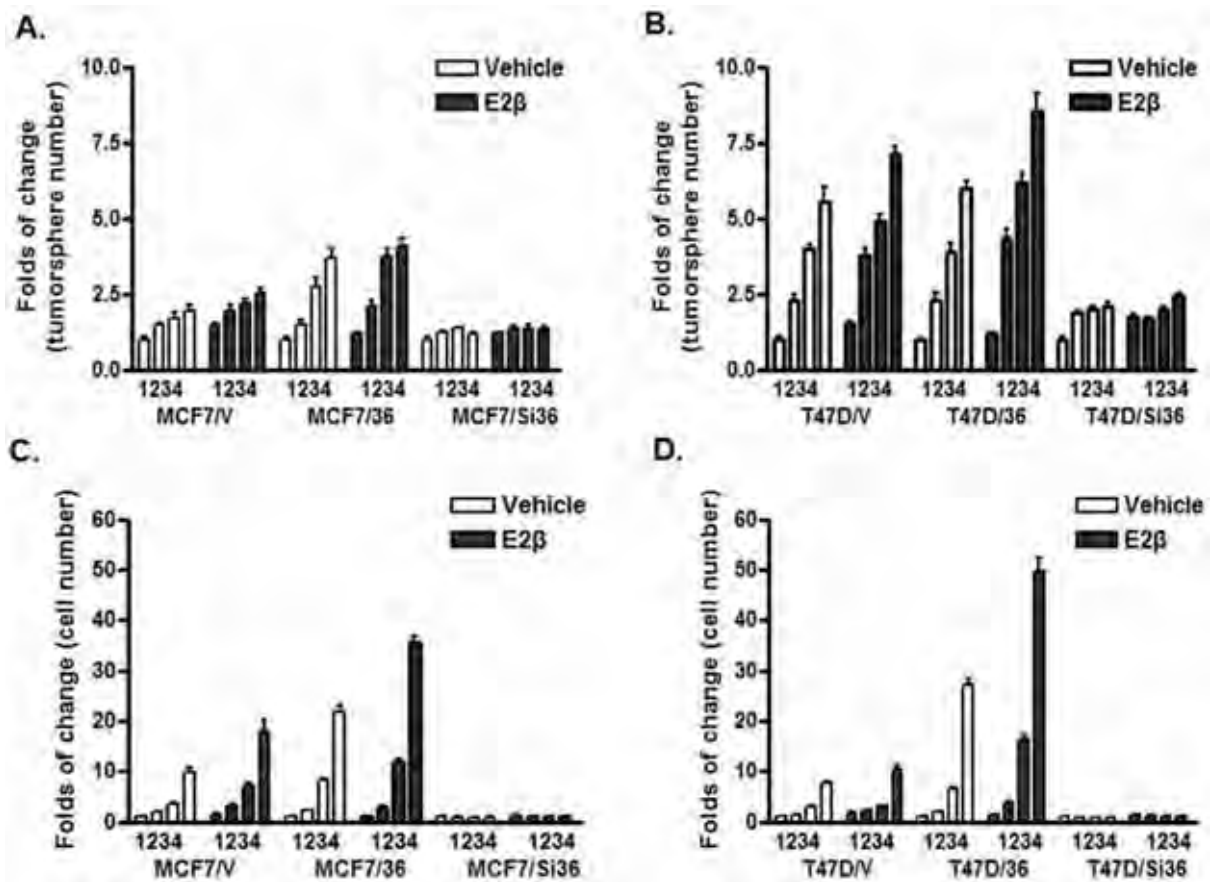 A.
Folds of change
(tumorsphere number)
10.0
7.5
5.0
2.5
0.0
Vehicle
E2β
1234 1234 1234 1234 1234 1234
MCF7/V MCF7/36 MCF7/Si36
B.
Folds of change
(tumorsphere number)
10.0
7.5
5.0
2.5
0.0
Vehicle
E2β
1234 1234 1234 1234 1234 1234
T47D/V T47D/36 T47D/Si36
C.
Folds of change (cell number)
60
50
40
30
20
10
0
Vehicle
E2β
1234 1234 1234 1234 1234 1234
MCF7/V MCF7/36 MCF7/Si36
D.
Folds of change (cell number)
60
50
40
30
20
10
0
Vehicle
E2β
1234 1234 1234 1234 1234 1234
T47D/V T47D/36 T47D/Si36